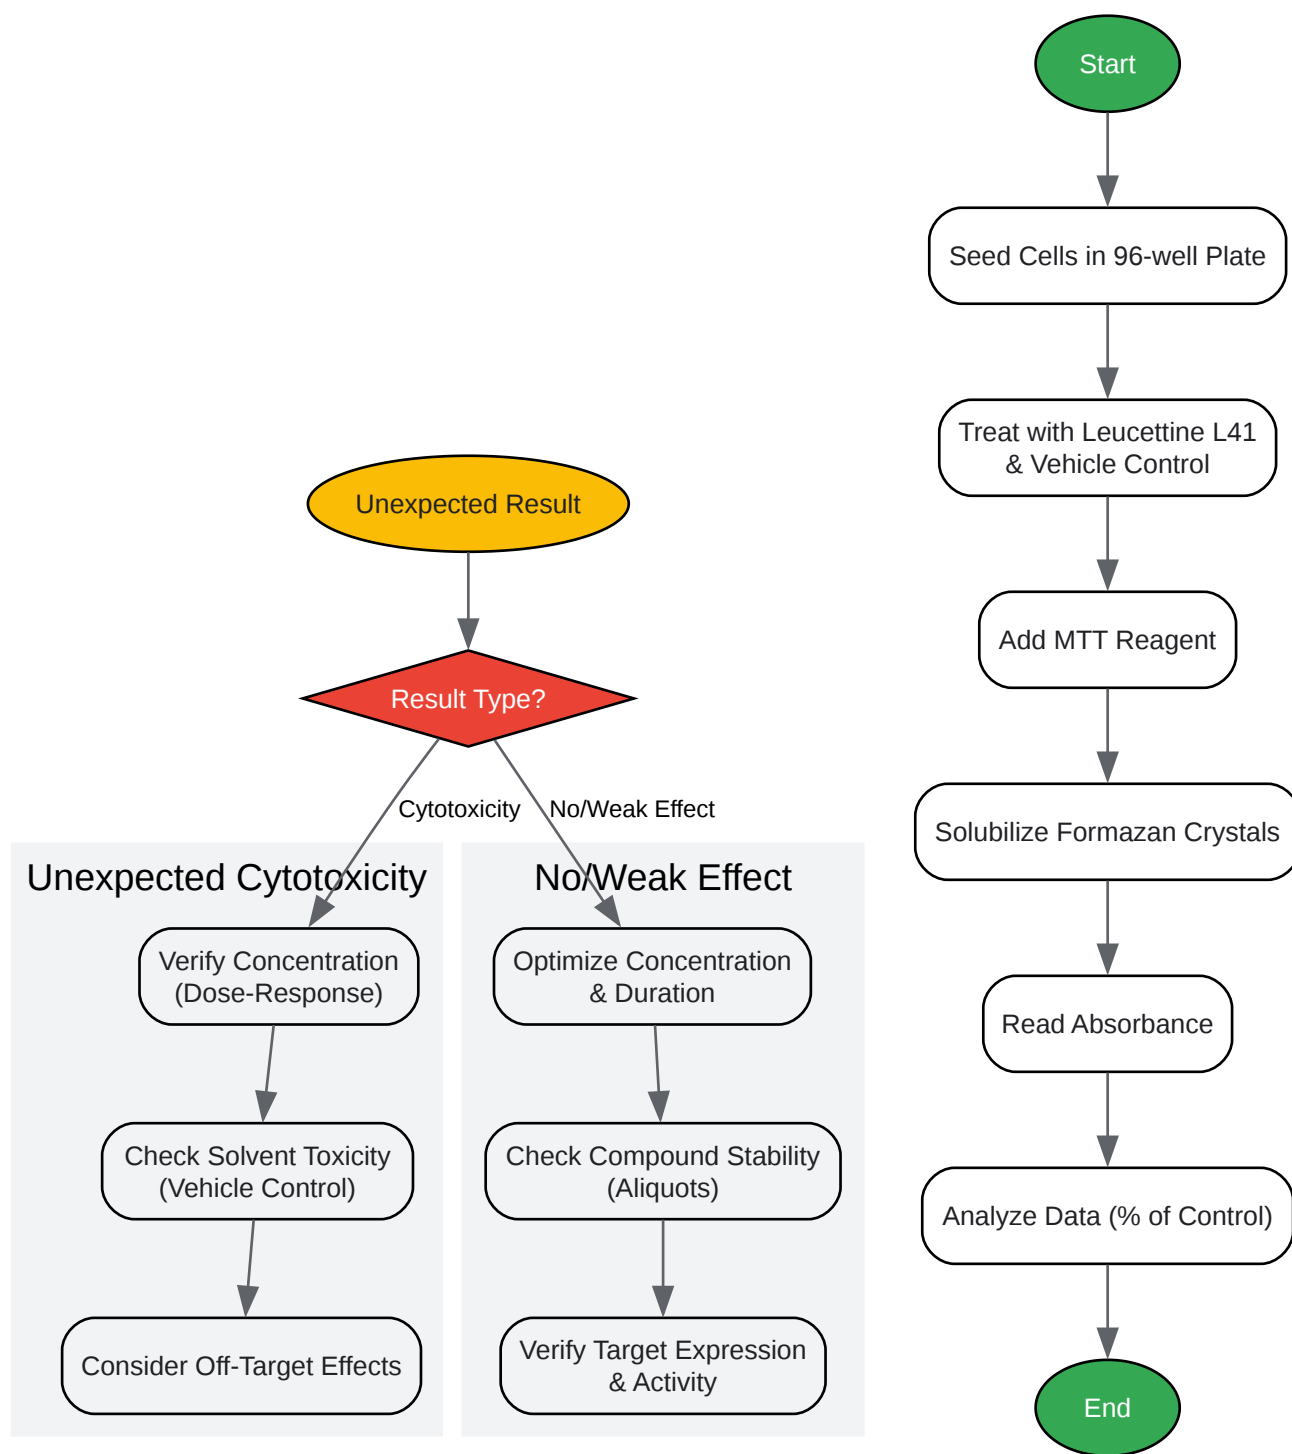 Start
Seed Cells in 96-well Plate
Treat with Leucettine L41
& Vehicle Control
Add MTT Reagent
Solubilize Formazan Crystals
Read Absorbance
Analyze Data (% of Control)
End
Unexpected Result
Result Type?
Cytotoxicity
No/Weak Effect
Unexpected Cytotoxicity
Verify Concentration
(Dose-Response)
Check Solvent Toxicity
(Vehicle Control)
Consider Off-Target Effects
No/Weak Effect
Optimize Concentration
& Duration
Check Compound Stability
(Aliquots)
Verify Target Expression
& Activity